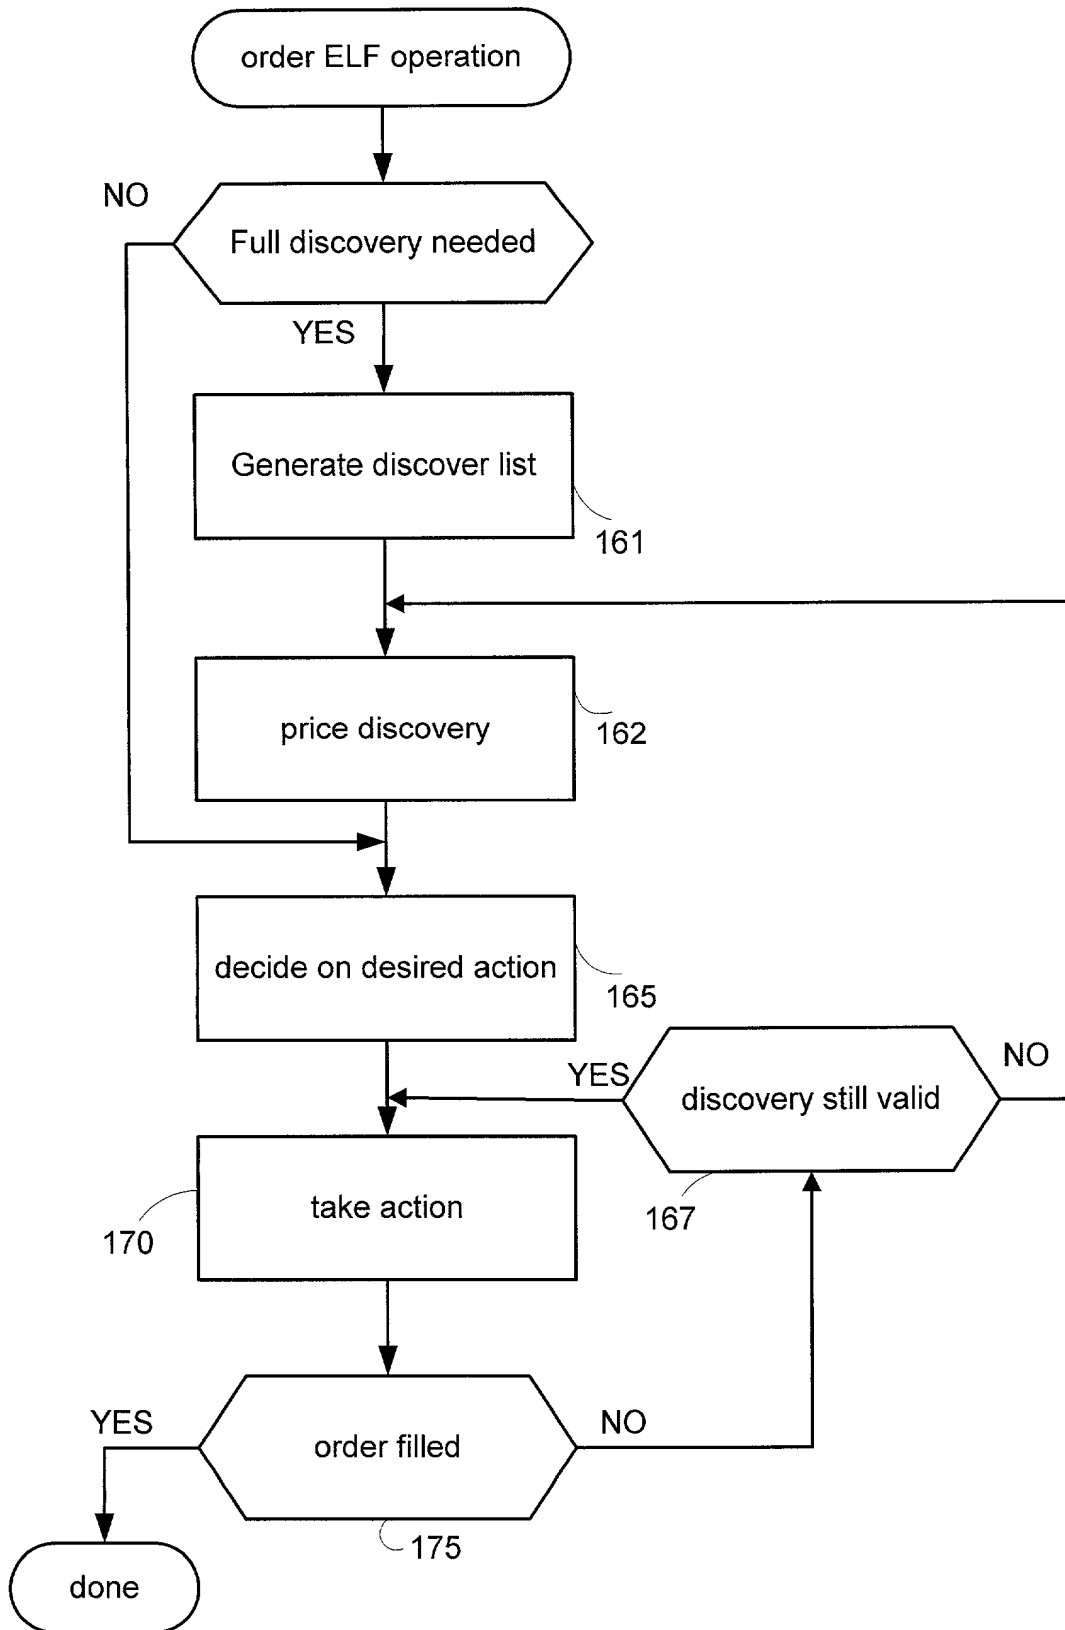 order ELF operation
NO
Full discovery needed
YES
Generate discover list
161
price discovery
162
decide on desired action
165
YES
discovery still valid
NO
167
take action
170
YES
order filled
NO
175
done